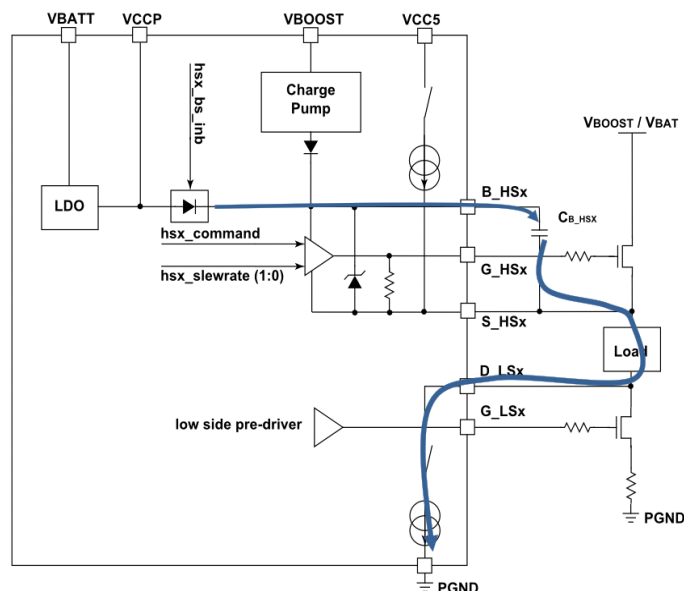 VBATT VCCP VBOOST VCC5
hsx_bs_inb
Charge
Pump
VBOOST / VBAT
LDO
B_HSx
CB_HSX
hsx_command
G_HSx
hsx_slewrate (1:0)
S_HSx
Load
D_LSx
G_LSx
low side pre-driver
PGND
PGND